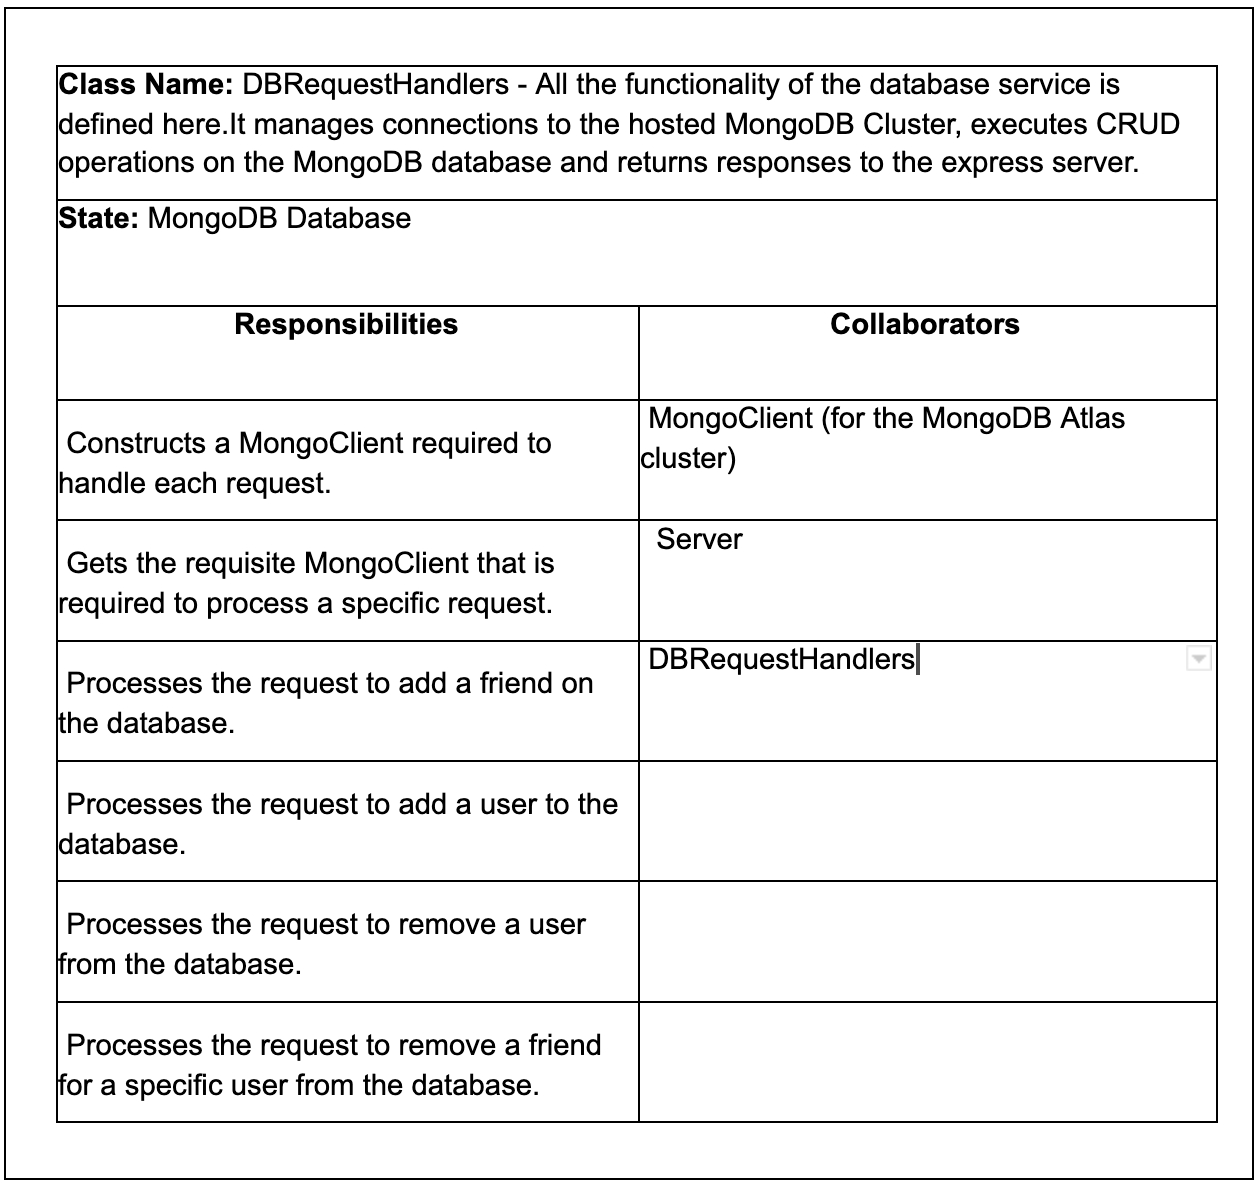 Class Name: DBRequestHandlers - All the functionality of the database service is
defined here.It manages connections to the hosted MongoDB Cluster, executes CRUD
operations on the MongoDB database and returns responses to the express server.
State: MongoDB Database
Responsibilities
Collaborators
Constructs a MongoClient required to
handle each request.
MongoClient (for the MongoDB Atlas
cluster)
Gets the requisite MongoClient that is
required to process a specific request.
Server
Processes the request to add a friend on
the database.
DBRequestHandlers
Processes the request to add a user to the
database.
Processes the request to remove a user
from the database.
Processes the request to remove a friend
for a specific user from the database.